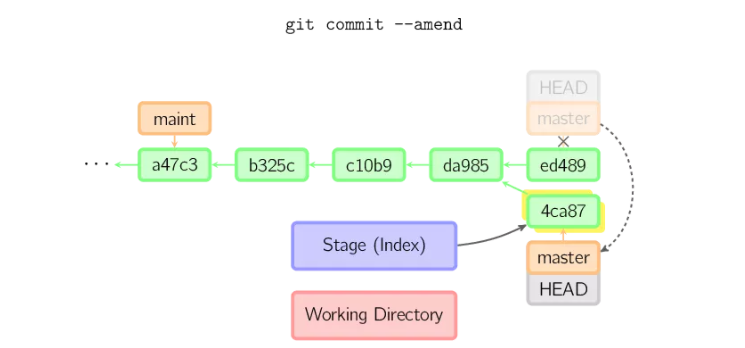 git commit --amend
HEAD
maint
master
... a47c3 b325c c10b9 da985 ed489
4ca87
Stage (Index)
master
HEAD
Working Directory